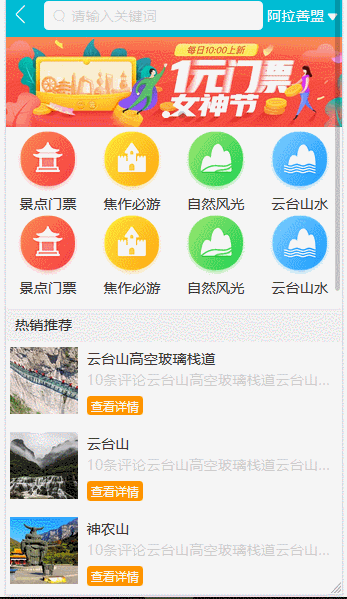 请输入关键词 阿拉善盟
每日10:00上新
1元门票
女神节
景点门票 焦作必游 自然风光 云台山水
景点门票 焦作必游 自然风光 云台山水
热销推荐
云台山高空玻璃栈道
10条评论云台山高空玻璃栈道云台山...
查看详情
云台山
10条评论云台山高空玻璃栈道云台山...
查看详情
神农山
10条评论云台山高空玻璃栈道云台山...
查看详情